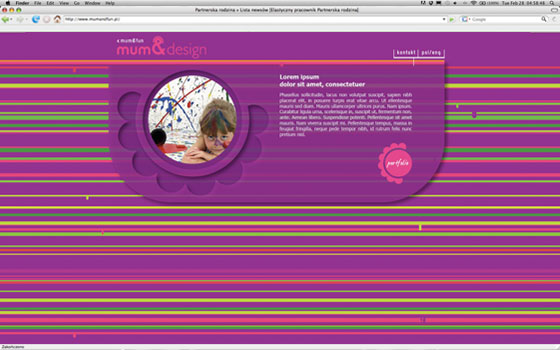 Finder File Edit View Go Window Help Tue Feb 28 04:58:46
Partnerska rodzina » Lista newsów [Elastyczny pracownik Partnerska rodzina]
http://www.mumandfun.pl/ Google
mum&fun
mum&design
kontakt pol/eng
Lorem ipsum
dolor sit amet, consectetuer
Phasellus sollicitudin, lacus non volutpat suscipit, sapien nibh
placerat elit, in posuere turpis nisl vitae arcu. Ut elentesque
mauris sed diam. Mauris ullamcorper ultrices purus. Nam ipsum.
Curabitur ligula urna, scelerisque in, suscipit ut, fermentum non,
ante. Aenean libero. Suspendisse potenti. Pellentesque sit amet
mauris. Nam viverra suscipit mi. Pellentesque tempus, massa in
feugiat fringilla, neque pede tempor nibh, id rutrum felis nunc
pretium nisl.
portfolio
Zakończono